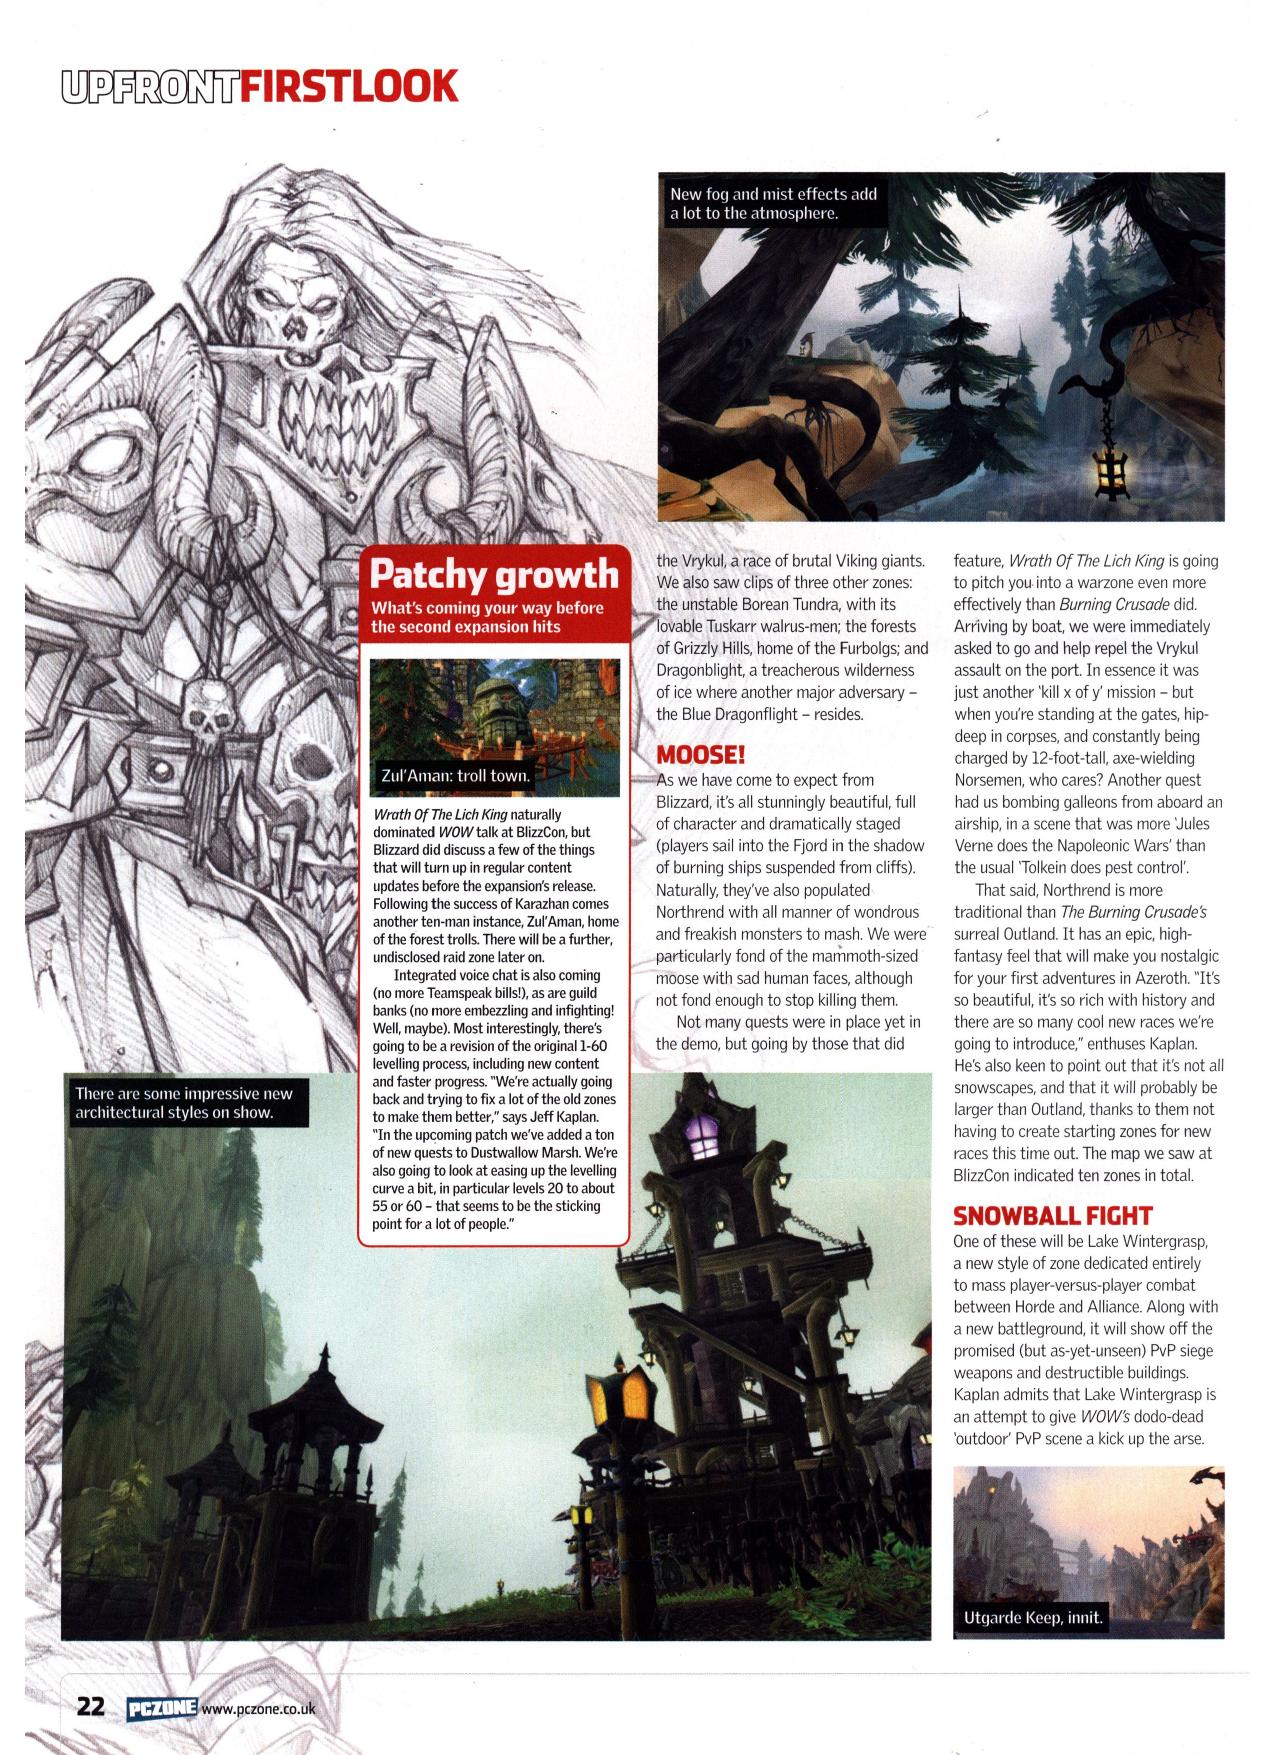 UPFRONTFIRSTLOOK
New fog and mist effects add
a lot to the atmosphere.
Patchy growth
What's coming your way before
the second expansion hits
Zul'Aman: troll town.
Wrath Of The Lich King naturally
dominated WOW talk at BlizzCon, but
Blizzard did discuss a few of the things
that will turn up in regular content
updates before the expansion's release.
Following the success of Karazhan comes
another ten-man instance, Zul'Aman, home
of the forest trolls. There will be a further,
undisclosed raid zone later on.
Integrated voice chat is also coming
(no more Teamspeak bills!), as are guild
banks (no more embezzling and infighting!
Well, maybe). Most interestingly, there's
going to be a revision of the original 1-60
levelling process, including new content
and faster progress. "We're actually going
back and trying to fix a lot of the old zones
to make them better," says Jeff Kaplan.
"In the upcoming patch we've added a ton
of new quests to Dustwallow Marsh. We're
also going to look at easing up the levelling
curve a bit, in particular levels 20 to about
55 or 60 – that seems to be the sticking
point for a lot of people."
the Vrykul, a race of brutal Viking giants.
We also saw clips of three other zones:
the unstable Borean Tundra, with its
lovable Tuskarr walrus-men; the forests
of Grizzly Hills, home of the Furbolgs; and
Dragonblight, a treacherous wilderness
of ice where another major adversary –
the Blue Dragonflight – resides.
MOOSE!
As we have come to expect from
Blizzard, it's all stunningly beautiful, full
of character and dramatically staged
(players sail into the Fjord in the shadow
of burning ships suspended from cliffs).
Naturally, they've also populated
Northrend with all manner of wondrous
and freakish monsters to mash. We were
particularly fond of the mammoth-sized
moose with sad human faces, although
not fond enough to stop killing them.
Not many quests were in place yet in
the demo, but going by those that did
feature, Wrath Of The Lich King is going
to pitch you into a warzone even more
effectively than Burning Crusade did.
Arriving by boat, we were immediately
asked to go and help repel the Vrykul
assault on the port. In essence it was
just another 'kill x of y' mission – but
when you're standing at the gates, hip-
deep in corpses, and constantly being
charged by 12-foot-tall, axe-wielding
Norsemen, who cares? Another quest
had us bombing galleons from aboard an
airship, in a scene that was more 'Jules
Verne does the Napoleonic Wars' than
the usual 'Tolkein does pest control'.
That said, Northrend is more
traditional than The Burning Crusade's
surreal Outland. It has an epic, high-
fantasy feel that will make you nostalgic
for your first adventures in Azeroth. "It's
so beautiful, it's so rich with history and
there are so many cool new races we're
going to introduce," enthuses Kaplan.
He's also keen to point out that it's not all
snowscapes, and that it will probably be
larger than Outland, thanks to them not
having to create starting zones for new
races this time out. The map we saw at
BlizzCon indicated ten zones in total.
SNOWBALL FIGHT
One of these will be Lake Wintergrasp,
a new style of zone dedicated entirely
to mass player-versus-player combat
between Horde and Alliance. Along with
a new battleground, it will show off the
promised (but as-yet-unseen) PvP siege
weapons and destructible buildings.
Kaplan admits that Lake Wintergrasp is
an attempt to give WOW's dodo-dead
'outdoor' PvP scene a kick up the arse.
There are some impressive new
architectural styles on show.
Utgarde Keep, innit.
22 PCZONE www.pczone.co.uk